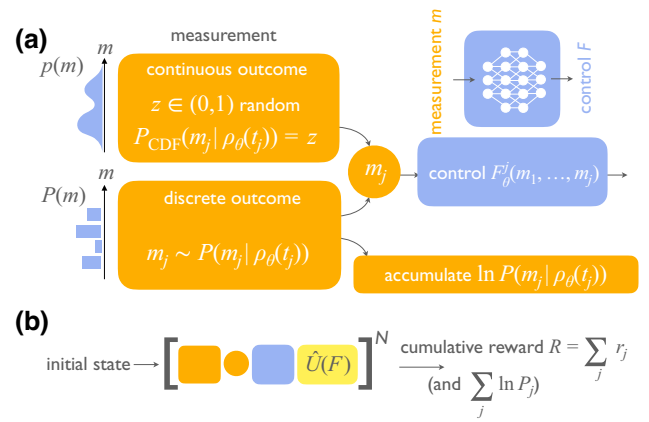 (a)
measurement
p(m)
m
continuous outcome
z ∈ (0,1) random
P_CDF(m_j | ρ_θ(t_j)) = z
measurement m
control F
m_j
control F_θ^j(m_1, …, m_j)
P(m)
m
discrete outcome
m_j ∼ P(m_j | ρ_θ(t_j))
accumulate ln P(m_j | ρ_θ(t_j))
(b)
initial state
[ Û(F) ]^N
cumulative reward R = ∑_j r_j
(and ∑_j ln P_j)